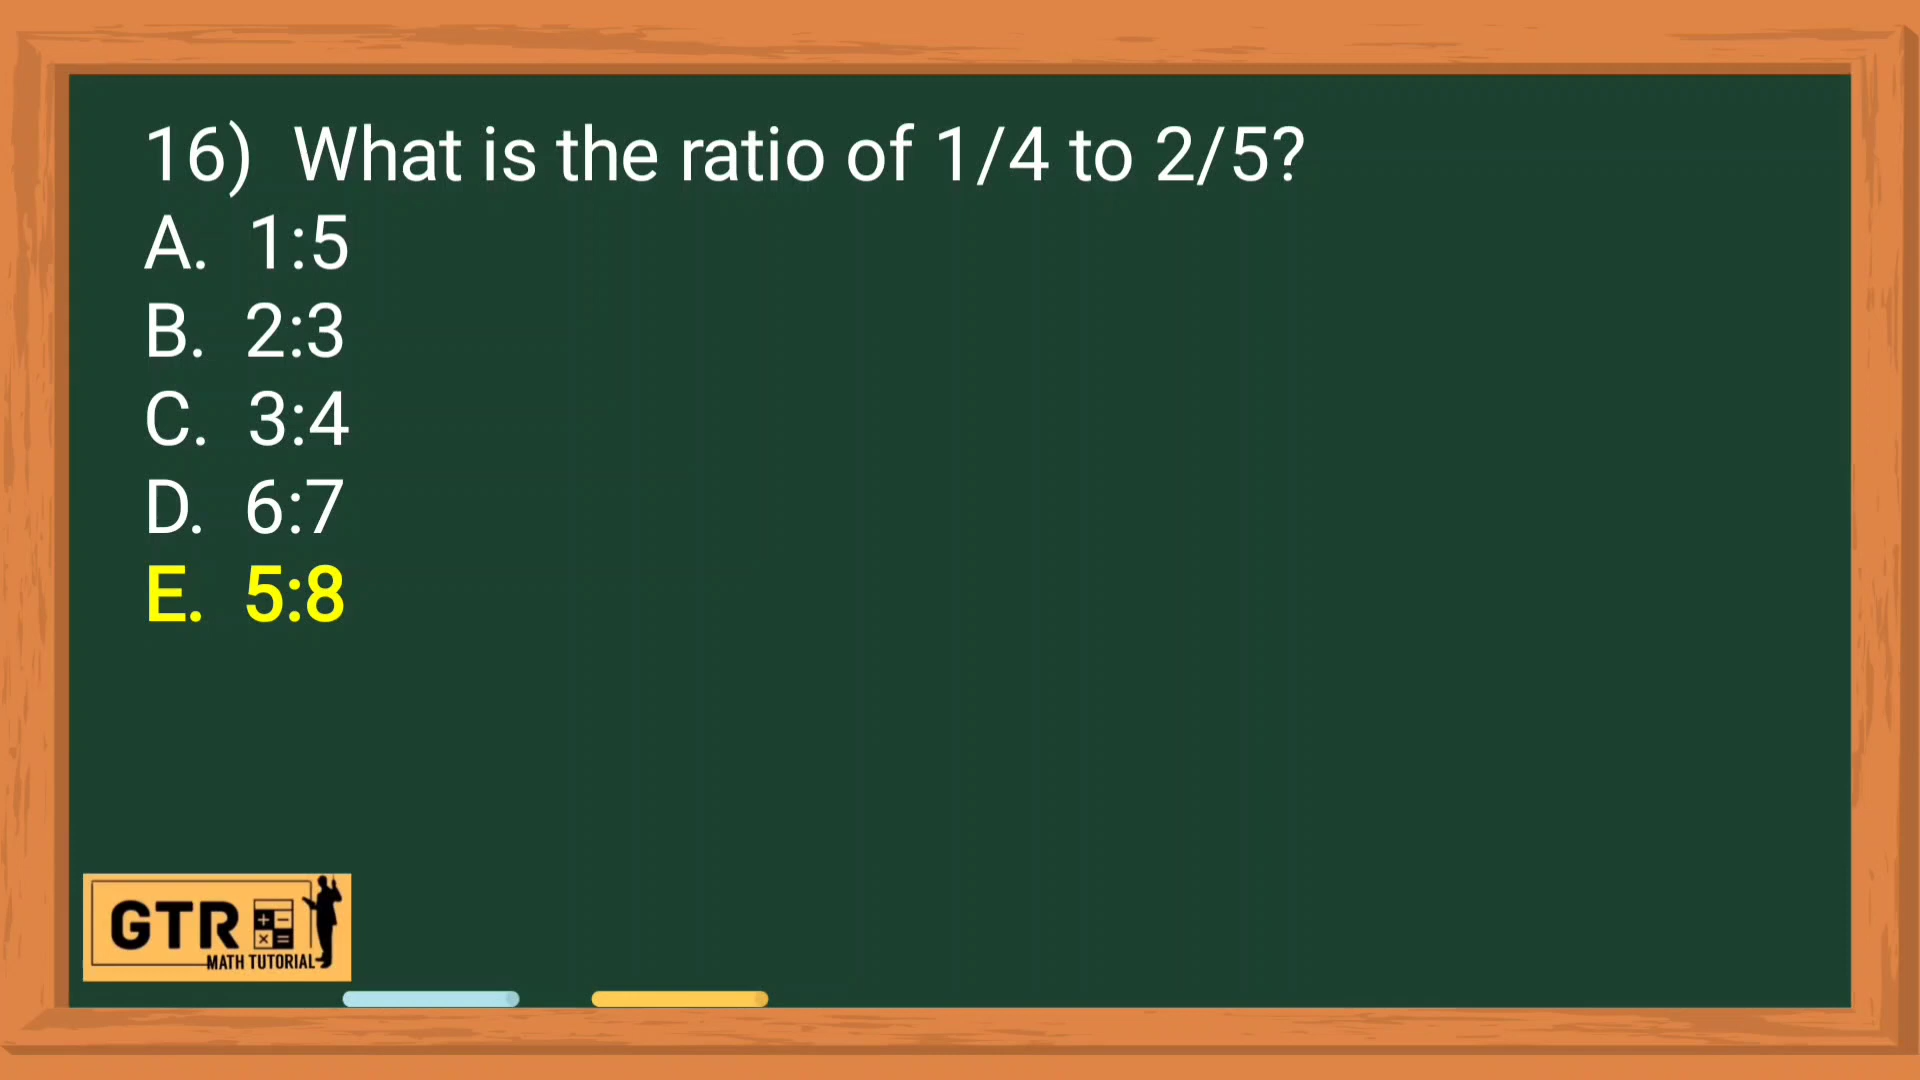 16) What is the ratio of 1/4 to 2/5?
A. 1:5
B. 2:3
C. 3:4
D. 6:7
E. 5:8
GTR + − × =
MATH TUTORIAL